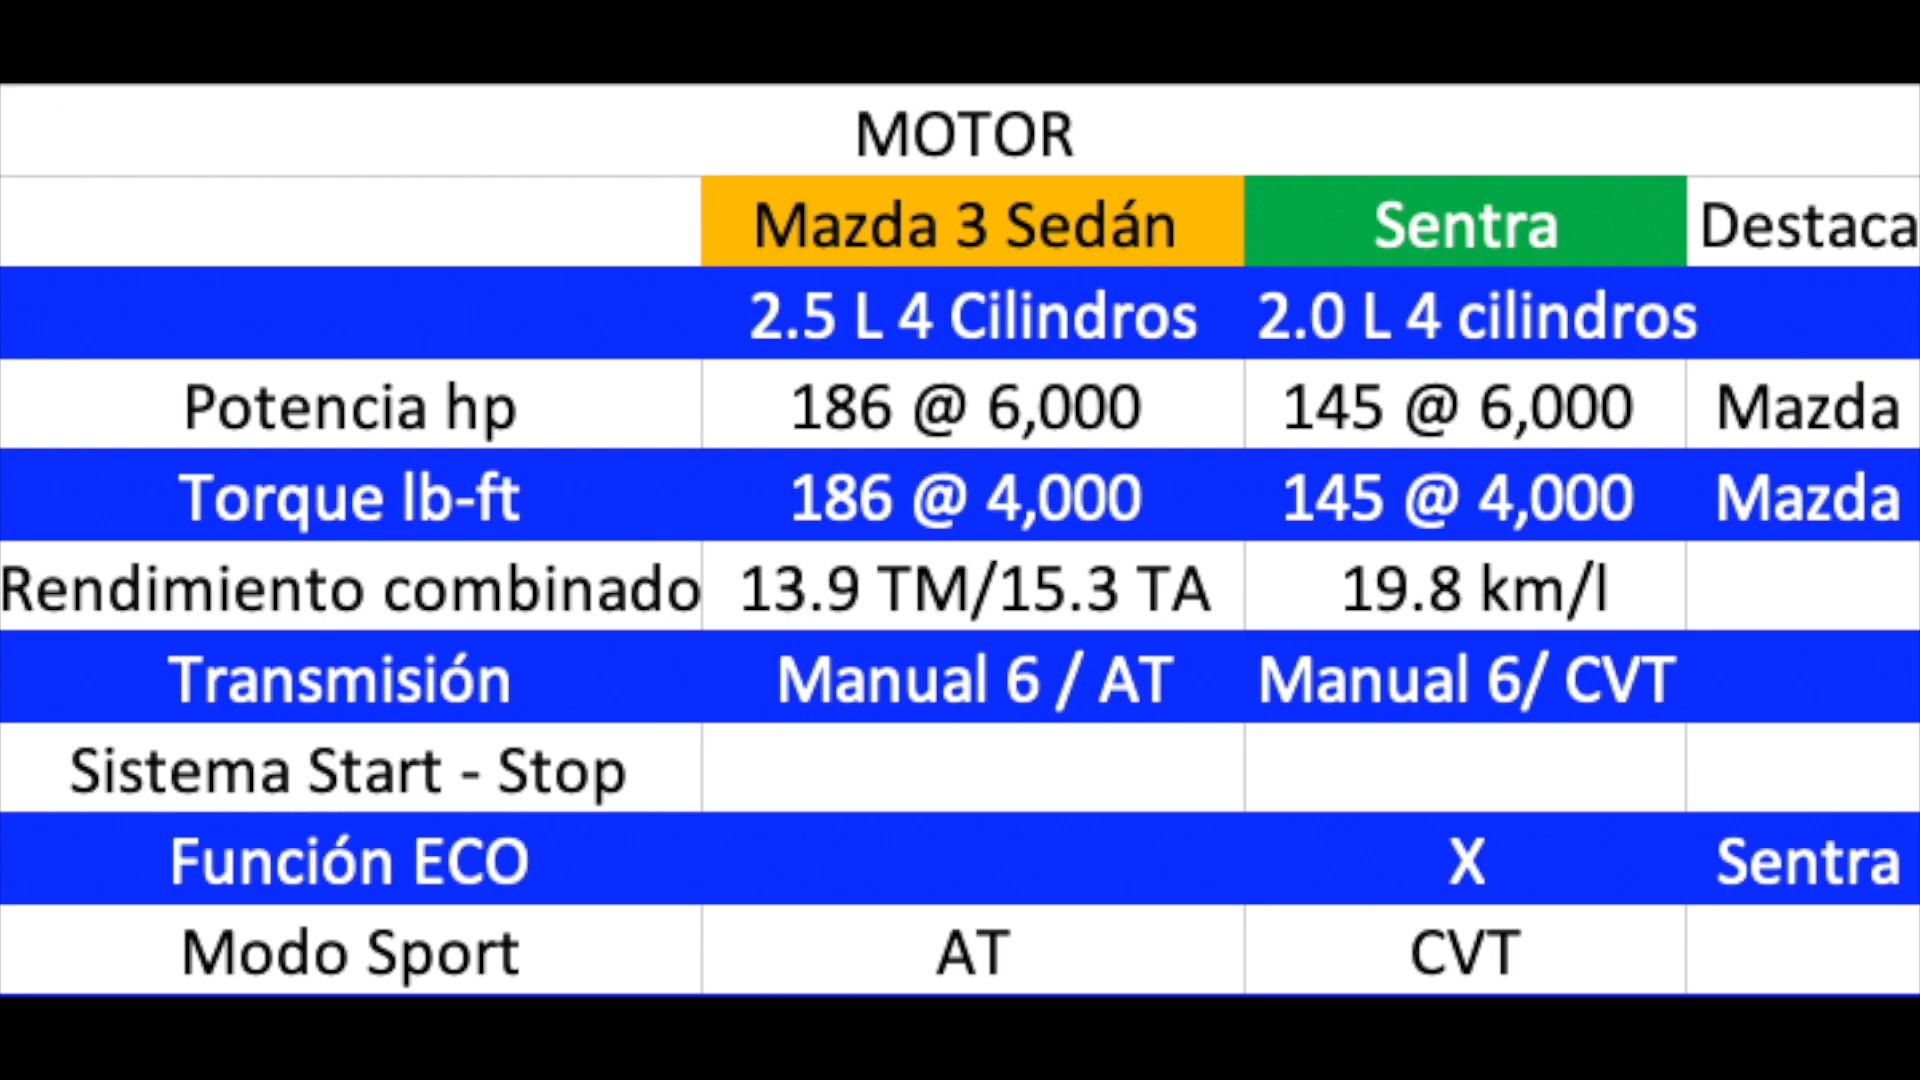 MOTOR
Mazda 3 Sedán Sentra Destaca
2.5 L 4 Cilindros 2.0 L 4 cilindros
Potencia hp 186 @ 6,000 145 @ 6,000 Mazda
Torque lb-ft 186 @ 4,000 145 @ 4,000 Mazda
Rendimiento combinado 13.9 TM/15.3 TA 19.8 km/l
Transmisión Manual 6 / AT Manual 6/ CVT
Sistema Start - Stop
Función ECO X Sentra
Modo Sport AT CVT